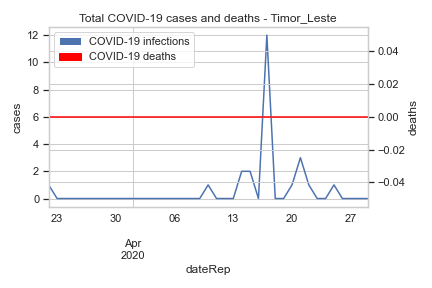 Total COVID-19 cases and deaths - Timor_Leste
COVID-19 infections
COVID-19 deaths
cases
12
10
8
6
4
2
0
0.04
0.02
0.00
−0.02
−0.04
deaths
23
30
06
13
20
27
Apr
2020
dateRep